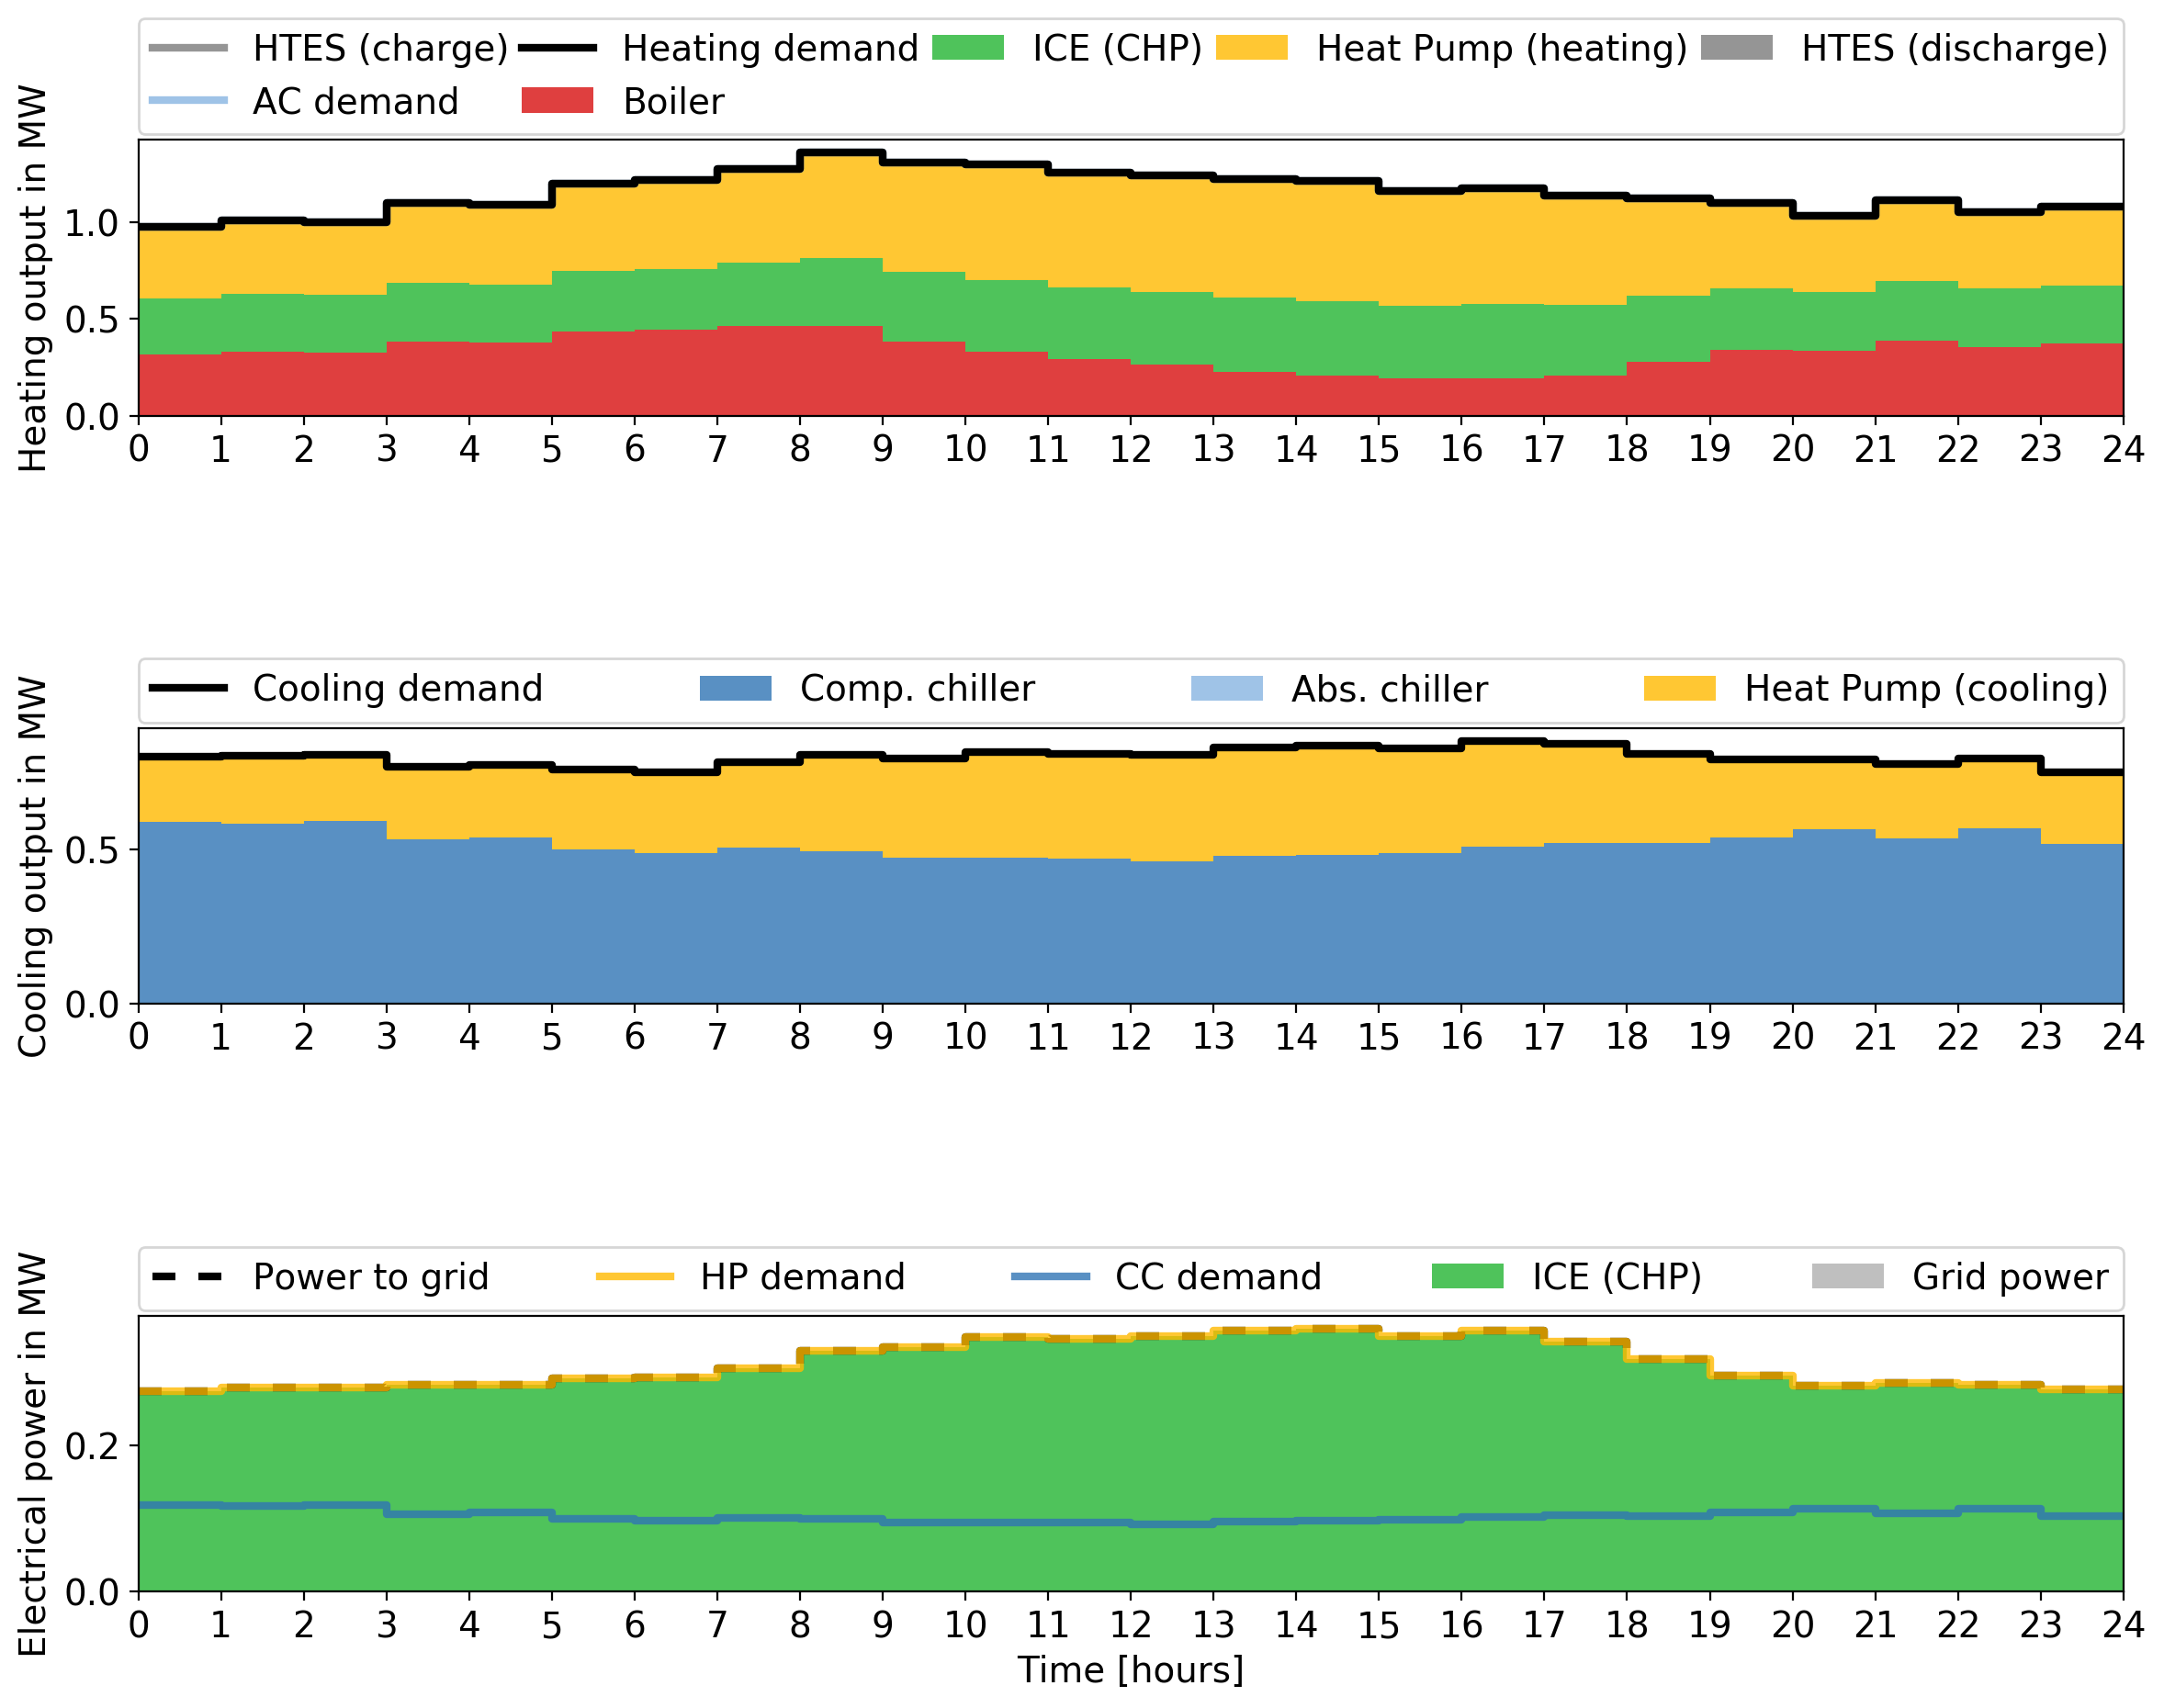 HTES (charge) Heating demand ICE (CHP) Heat Pump (heating) HTES (discharge)
AC demand Boiler
Heating output in MW
1.0
0.5
0.0
0 1 2 3 4 5 6 7 8 9 10 11 12 13 14 15 16 17 18 19 20 21 22 23 24
Cooling demand Comp. chiller Abs. chiller Heat Pump (cooling)
Cooling output in MW
0.5
0.0
0 1 2 3 4 5 6 7 8 9 10 11 12 13 14 15 16 17 18 19 20 21 22 23 24
Power to grid HP demand CC demand ICE (CHP) Grid power
Electrical power in MW
0.2
0.0
0 1 2 3 4 5 6 7 8 9 10 11 12 13 14 15 16 17 18 19 20 21 22 23 24
Time [hours]